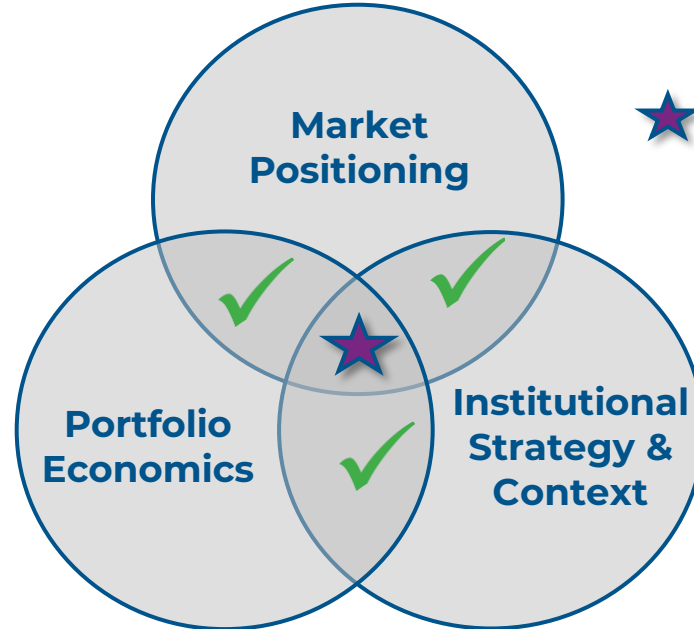 Market
Positioning
Portfolio
Economics
Institutional
Strategy &
Context